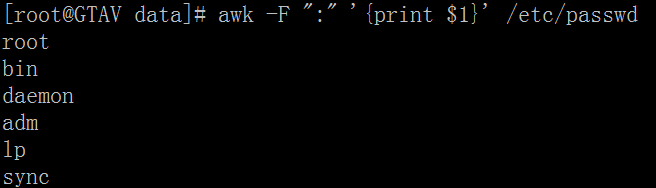 [root@GTAV data]# awk -F ":" '{print $1}' /etc/passwd
root
bin
daemon
adm
lp
sync